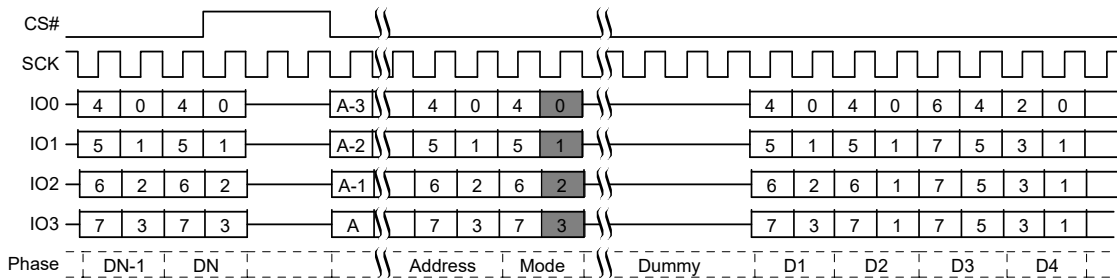 CS#
SCK
IO0 4 0 4 0 A-3 4 0 4 0 4 0 4 0 6 4 2 0
IO1 5 1 5 1 A-2 5 1 5 1 5 1 5 1 7 5 3 1
IO2 6 2 6 2 A-1 6 2 6 2 6 2 6 1 7 5 3 1
IO3 7 3 7 3 A 7 3 7 3 7 3 7 1 7 5 3 1
Phase DN-1 DN Address Mode Dummy D1 D2 D3 D4